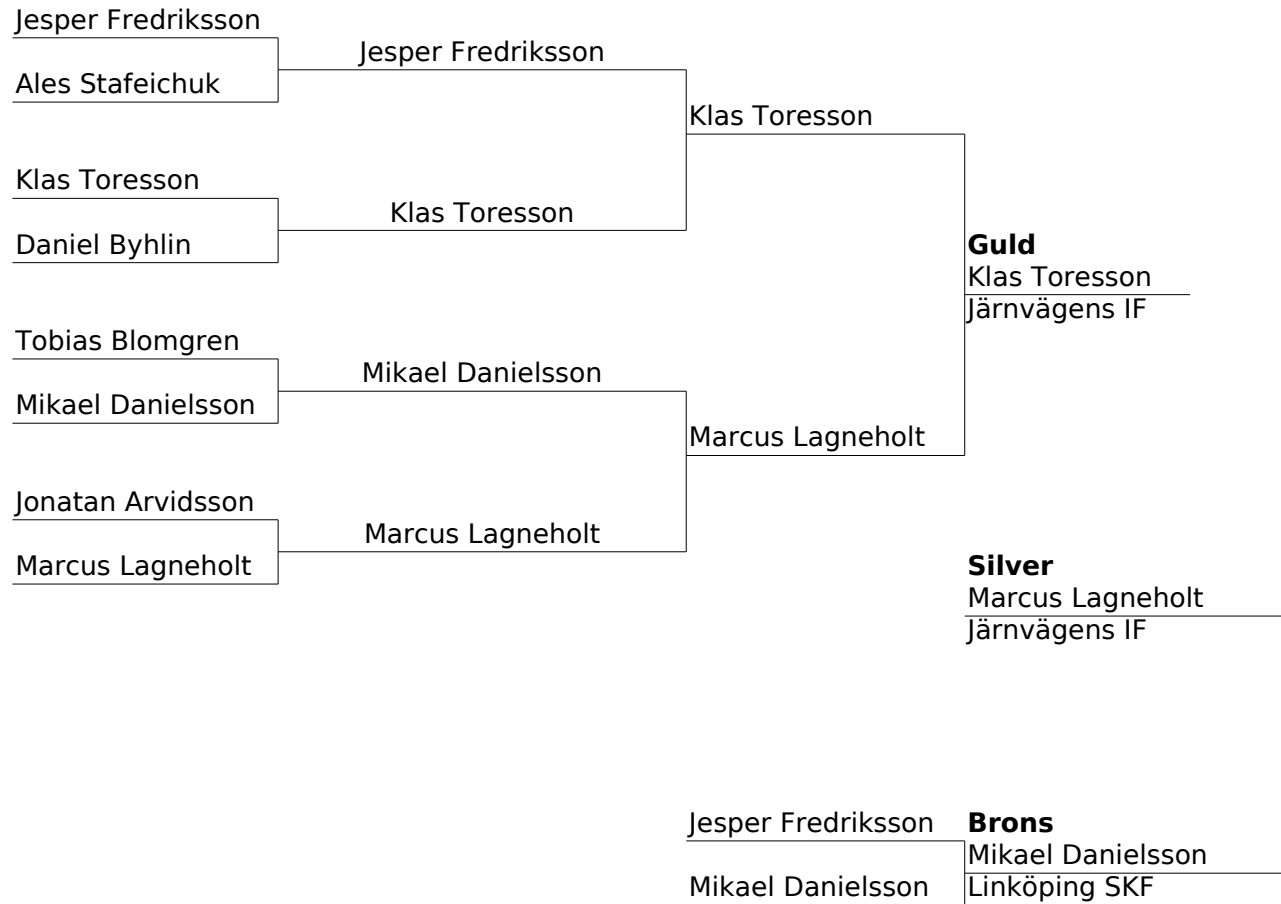 Jesper Fredriksson
Ales Stafeichuk
Klas Toresson
Daniel Byhlin
Tobias Blomgren
Mikael Danielsson
Jonatan Arvidsson
Marcus Lagneholt
Jesper Fredriksson
Klas Toresson
Mikael Danielsson
Marcus Lagneholt
Klas Toresson
Marcus Lagneholt
Guld
Klas Toresson
Järnvägens IF
Silver
Marcus Lagneholt
Järnvägens IF
Jesper Fredriksson
Mikael Danielsson
Brons
Mikael Danielsson
Linköping SKF